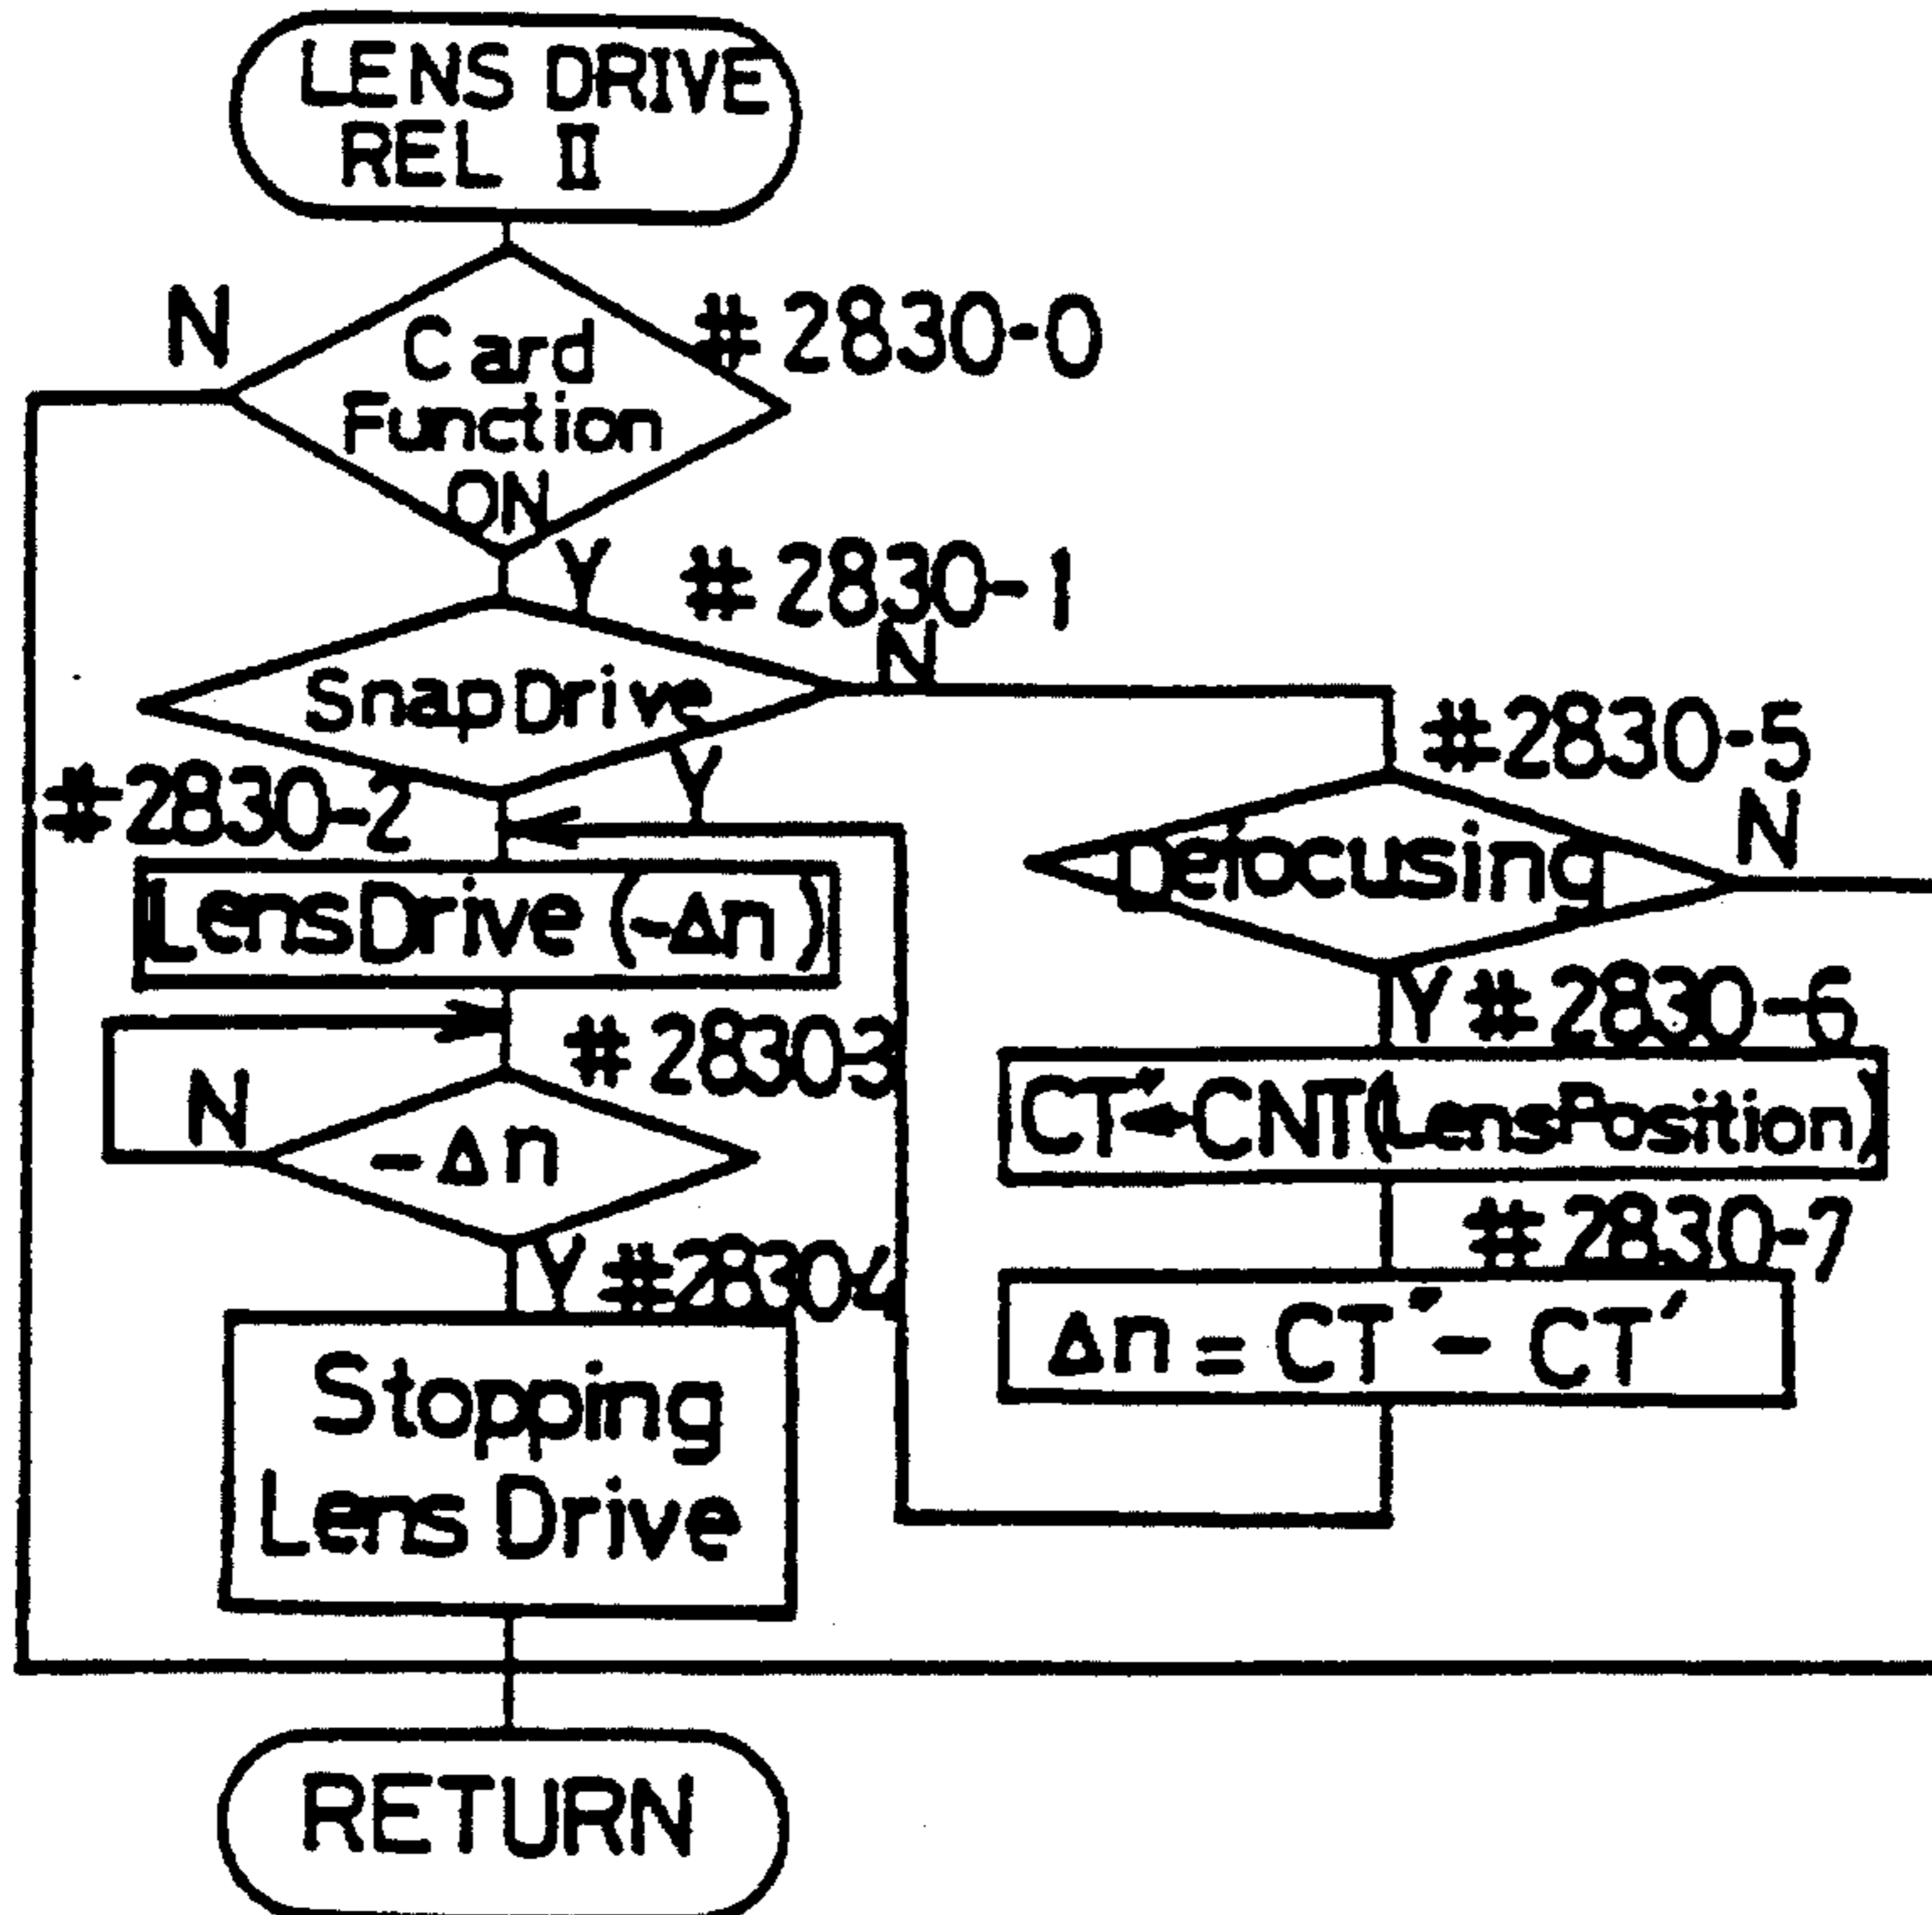 LENS DRIVE
REL II
N
#2830-0
Card
Function
ON
Y
#2830-1
Snap Drive
N
Y
#2830-2
Lens Drive (-Δn)
#2830-3
N
-Δn
Y
#2830-4
Stopping
Lens Drive
#2830-5
Defocusing
N
Y
#2830-6
CT″←CNT(Lens Position)
#2830-7
Δn = CT″ - CT′
RETURN